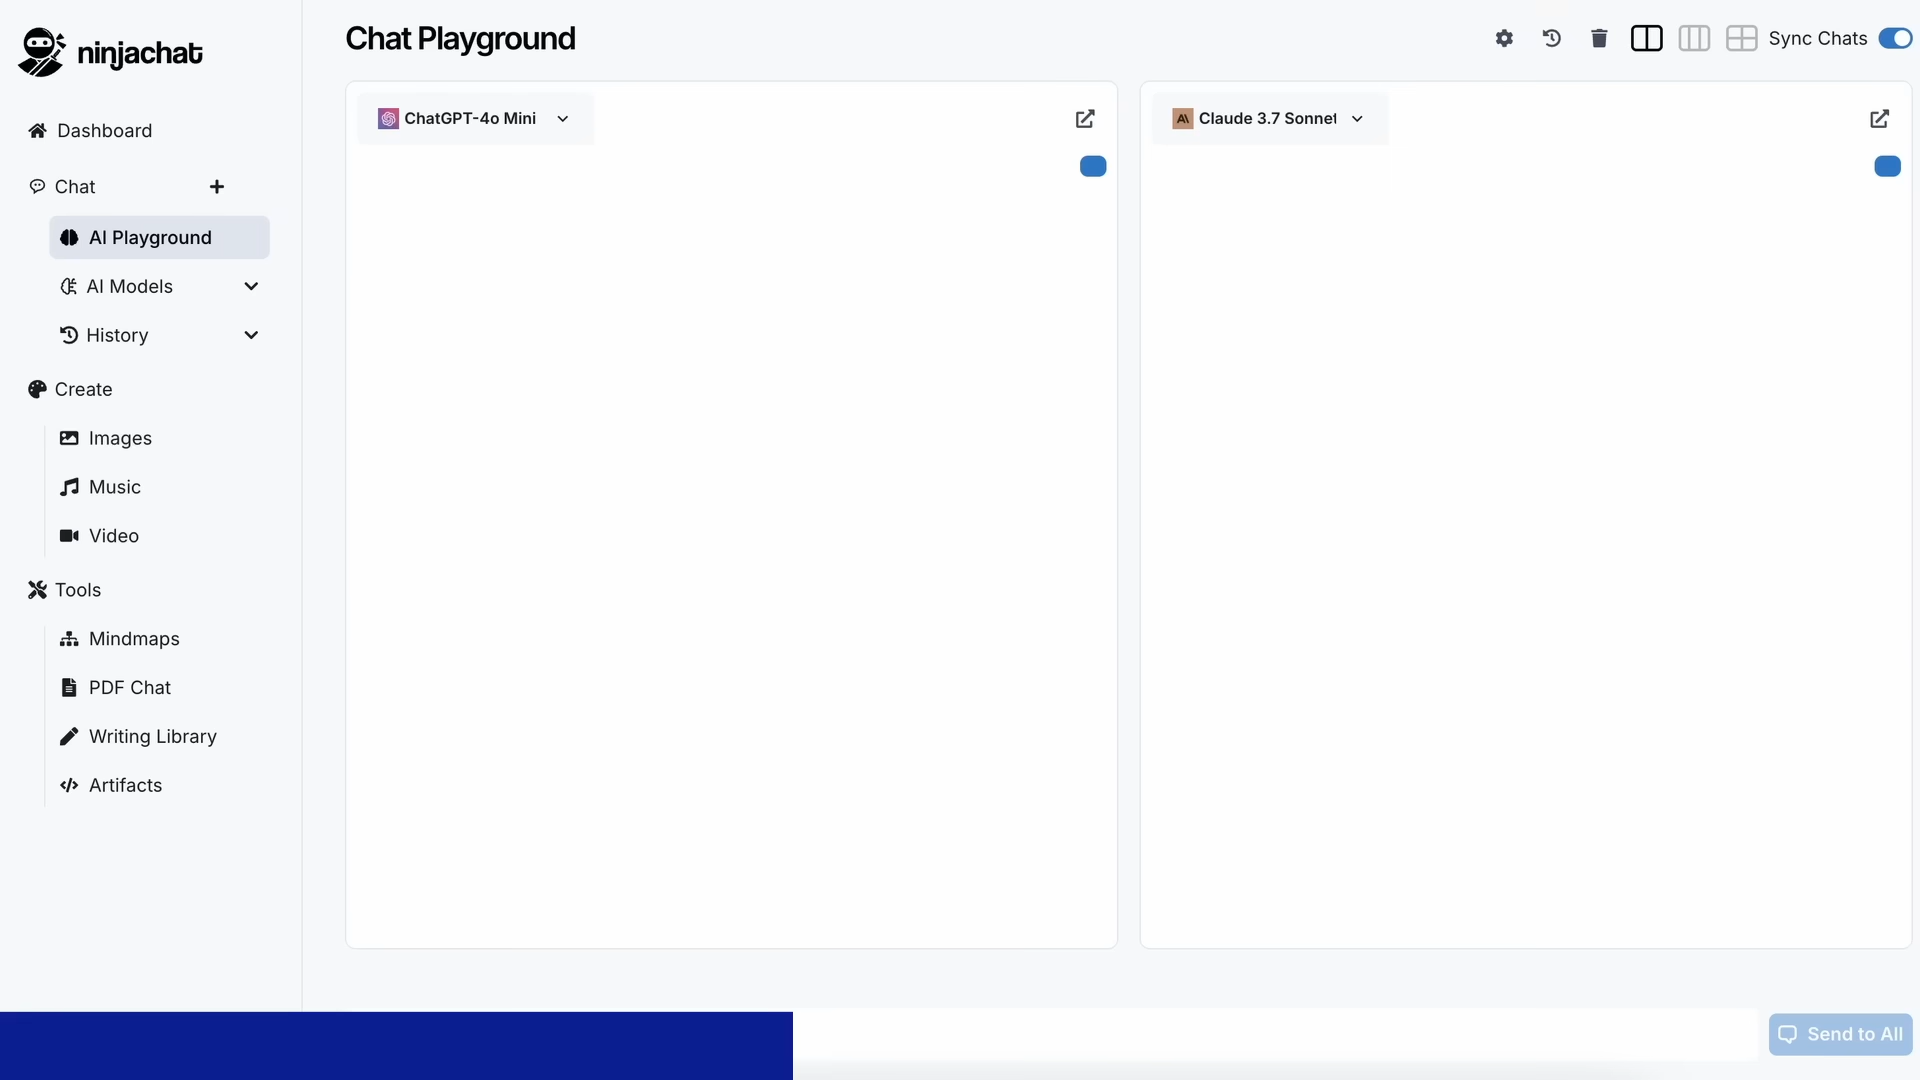 ninjachat
Dashboard
Chat
AI Playground
AI Models
History
Create
Images
Music
Video
Tools
Mindmaps
PDF Chat
Writing Library
Artifacts
Chat Playground
Sync Chats
ChatGPT-4o Mini
Claude 3.7 Sonnet
Send to All